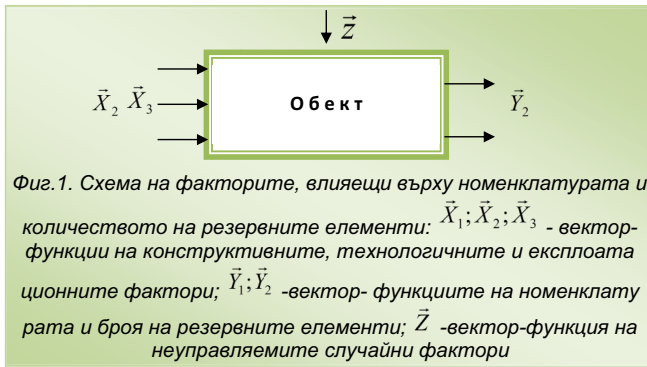 Z⃗
X⃗₂ X⃗₃ Обект Y⃗₂
Фиг.1. Схема на факторите, влияещи върху номенклатурата и
количеството на резервните елементи: X⃗₁; X⃗₂; X⃗₃ - вектор-
функции на конструктивните, технологичните и експлоата
ционните фактори; Y⃗₁; Y⃗₂ -вектор- функциите на номенклату
рата и броя на резервните елементи; Z⃗ -вектор-функция на
неуправляемите случайни фактори